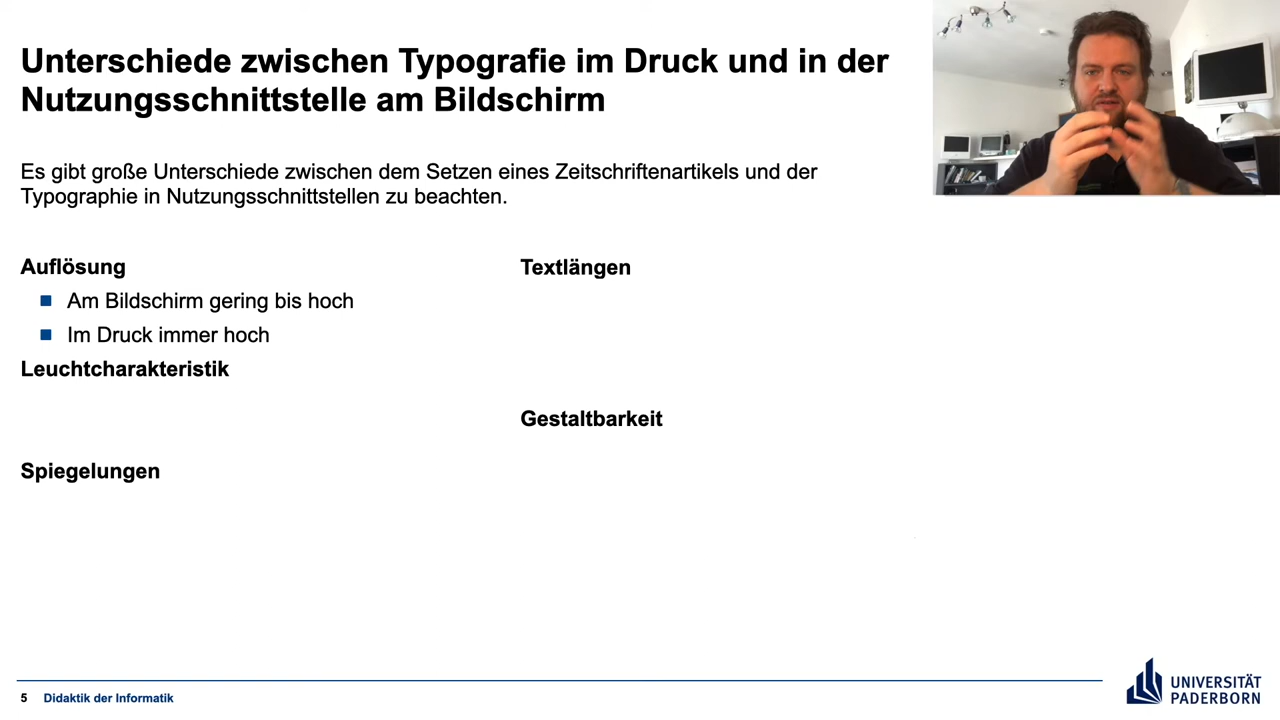 Unterschiede zwischen Typografie im Druck und in der
Nutzungsschnittstelle am Bildschirm
Es gibt große Unterschiede zwischen dem Setzen eines Zeitschriftenartikels und der
Typographie in Nutzungsschnittstellen zu beachten.
Auflösung
Am Bildschirm gering bis hoch
Im Druck immer hoch
Leuchtcharakteristik
Spiegelungen
Textlängen
Gestaltbarkeit
5 Didaktik der Informatik
UNIVERSITÄT
PADERBORN